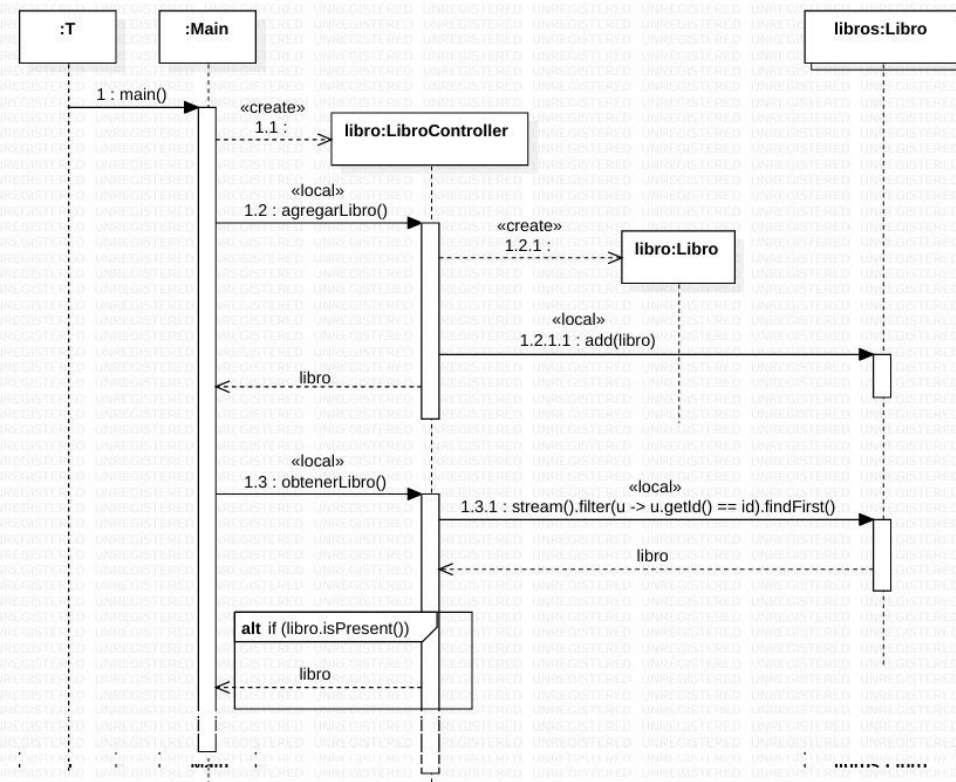 :T
:Main
libros:Libro
1 : main()
«create»
1.1 :
libro:LibroController
«local»
1.2 : agregarLibro()
«create»
1.2.1 :
libro:Libro
«local»
1.2.1.1 : add(libro)
libro
«local»
1.3 : obtenerLibro()
«local»
1.3.1 : stream().filter(u -> u.getId() == id).findFirst()
libro
alt if (libro.isPresent())
libro
UNREGISTERED